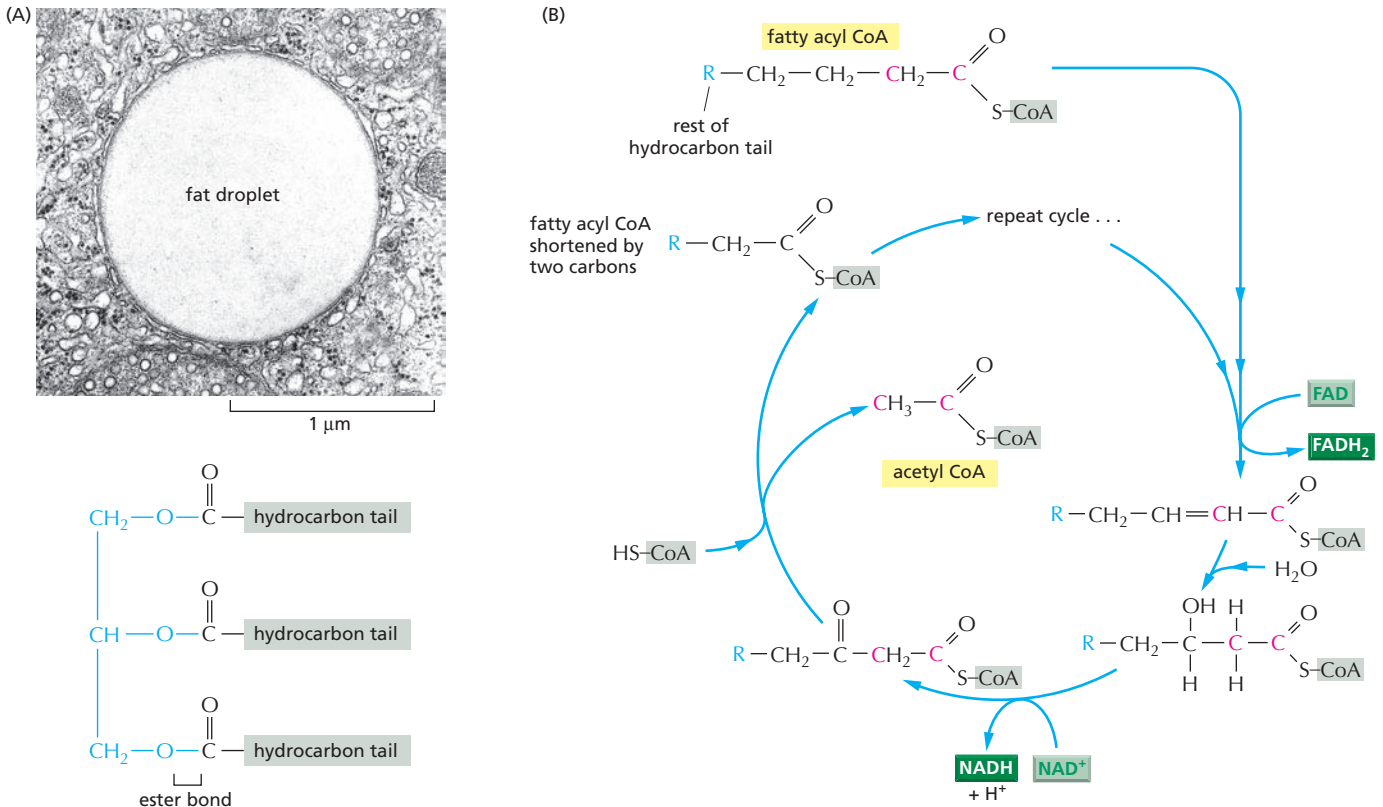 (A)
fat droplet
1 μm
O
CH₂—O—C—hydrocarbon tail
O
CH—O—C—hydrocarbon tail
O
CH₂—O—C—hydrocarbon tail
ester bond
(B)
fatty acyl CoA
O
R—CH₂—CH₂—CH₂—C
S–CoA
rest of
hydrocarbon tail
fatty acyl CoA
shortened by
two carbons
O
R—CH₂—C
S–CoA
repeat cycle . . .
O
CH₃—C
S–CoA
acetyl CoA
FAD
FADH₂
O
R—CH₂—CH=CH—C
S–CoA
HS–CoA
H₂O
OH H O
R—CH₂—C—C—C
S–CoA
H H
O O
R—CH₂—C—CH₂—C
S–CoA
NADH
+ H⁺
NAD⁺